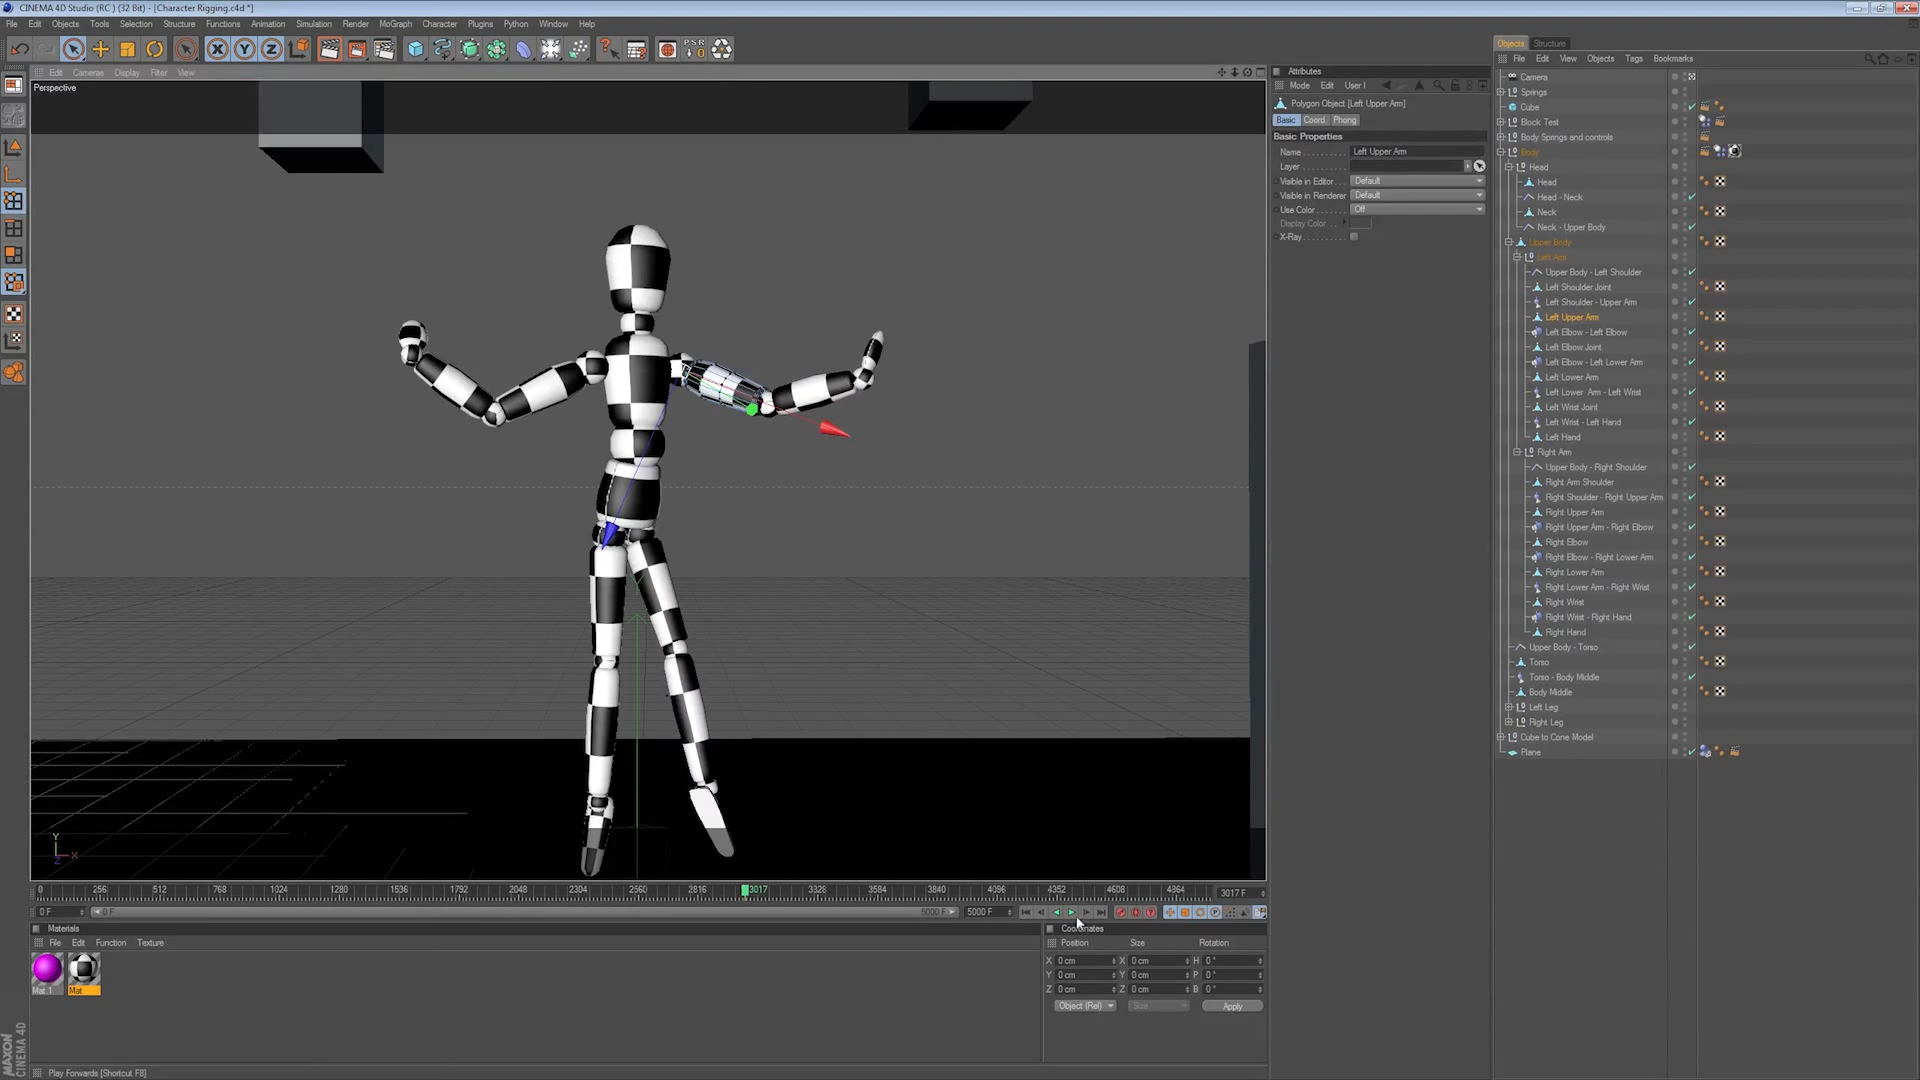 CINEMA 4D Studio (RC ) (32 Bit) - [Character Rigging.c4d *]
File Edit Objects Tools Selection Structure Functions Animation Simulation Render MoGraph Character Plugins Python Window Help
Edit Cameras Display Filter View
Perspective
Y
X
Z
0 256 512 768 1024 1280 1536 1792 2048 2304 2560 2816 3017 3328 3584 3840 4096 4352 4608 4864 3017 F
0 F 0 F 5000 F 5000 F
Materials
File Edit Function Texture
Mat.1 Mat
Coordinates
Position Size Rotation
X 0 cm X 0 cm H 0 °
Y 0 cm Y 0 cm P 0 °
Z 0 cm Z 0 cm B 0 °
Object (Rel) Size Apply
MAXON CINEMA 4D
Play Forwards [Shortcut F8]
Attributes
Mode Edit User I
Polygon Object [Left Upper Arm]
Basic Coord. Phong
Basic Properties
Name Left Upper Arm
Layer
Visible in Editor Default
Visible in Renderer Default
Use Color Off
Display Color
X-Ray
Objects Structure
File Edit View Objects Tags Bookmarks
Camera
Springs
Cube
Block Test
Body Springs and controls
Body
Head
Head
Head - Neck
Neck
Neck - Upper Body
Upper Body
Left Arm
Upper Body - Left Shoulder
Left Shoulder Joint
Left Shoulder - Upper Arm
Left Upper Arm
Left Elbow - Left Elbow
Left Elbow Joint
Left Elbow - Left Lower Arm
Left Lower Arm
Left Lower Arm - Left Wrist
Left Wrist Joint
Left Wrist - Left Hand
Left Hand
Right Arm
Upper Body - Right Shoulder
Right Arm Shoulder
Right Shoulder - Right Upper Arm
Right Upper Arm
Right Upper Arm - Right Elbow
Right Elbow
Right Elbow - Right Lower Arm
Right Lower Arm
Right Lower Arm - Right Wrist
Right Wrist
Right Wrist - Right Hand
Right Hand
Upper Body - Torso
Torso
Torso - Body Middle
Body Middle
Left Leg
Right Leg
Cube to Cone Model
Plane